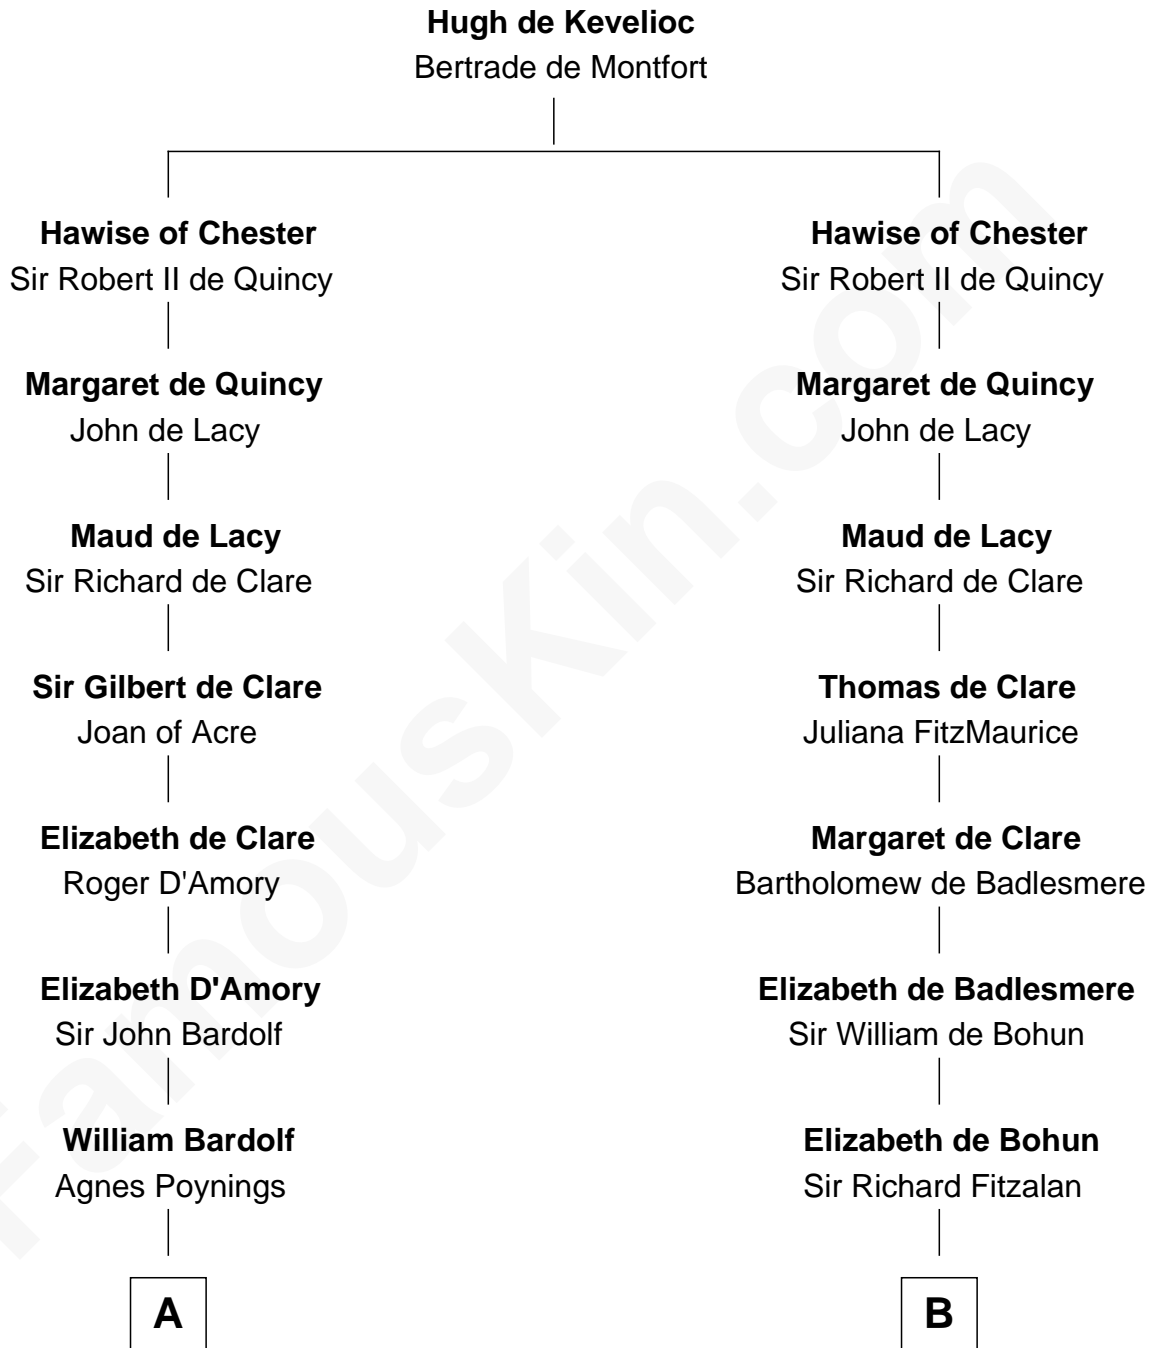 Hugh de Kevelioc
Bertrade de Montfort
Hawise of Chester
Sir Robert II de Quincy
Hawise of Chester
Sir Robert II de Quincy
Margaret de Quincy
John de Lacy
Margaret de Quincy
John de Lacy
Maud de Lacy
Sir Richard de Clare
Maud de Lacy
Sir Richard de Clare
Sir Gilbert de Clare
Joan of Acre
Thomas de Clare
Juliana FitzMaurice
Elizabeth de Clare
Roger D'Amory
Margaret de Clare
Bartholomew de Badlesmere
Elizabeth D'Amory
Sir John Bardolf
Elizabeth de Badlesmere
Sir William de Bohun
William Bardolf
Agnes Poynings
Elizabeth de Bohun
Sir Richard Fitzalan
A
B
FamousKin.com